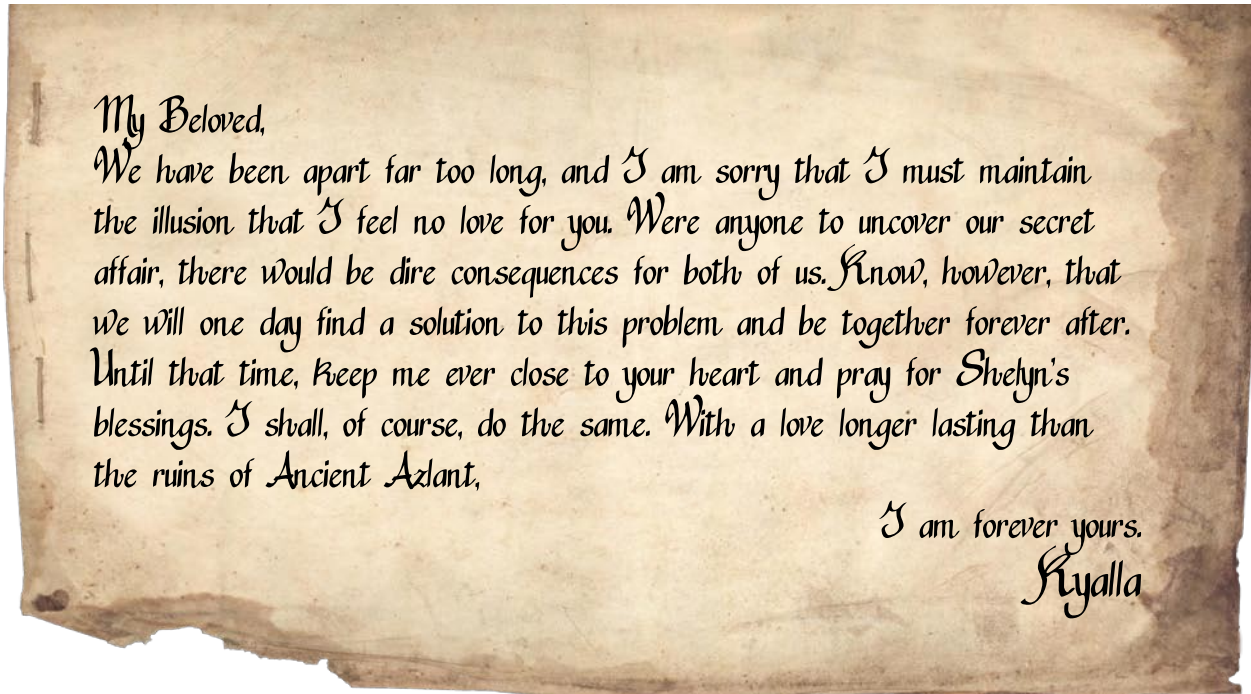 My Beloved,
We have been apart far too long, and I am sorry that I must maintain
the illusion that I feel no love for you. Were anyone to uncover our secret
affair, there would be dire consequences for both of us. Know, however, that
we will one day find a solution to this problem and be together forever after.
Until that time, keep me ever close to your heart and pray for Shelyn's
blessings. I shall, of course, do the same. With a love longer lasting than
the ruins of Ancient Azlant,
I am forever yours.
Kyalla